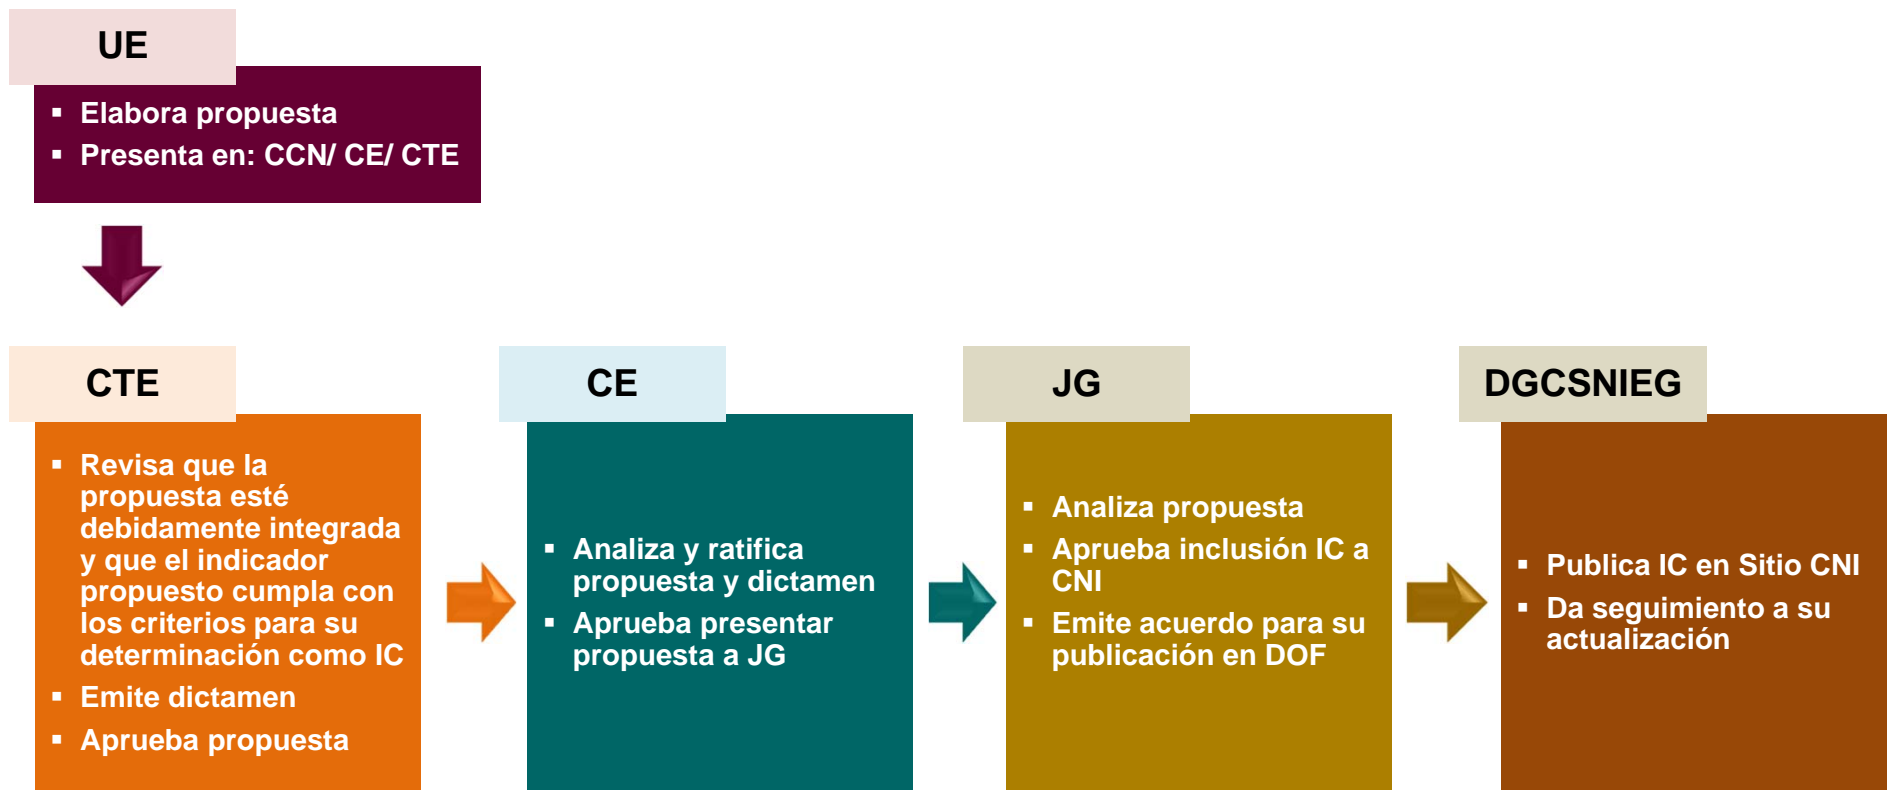 UE
▪ Elabora propuesta
▪ Presenta en: CCN/ CE/ CTE
CTE
▪ Revisa que la
propuesta esté
debidamente integrada
y que el indicador
propuesto cumpla con
los criterios para su
determinación como IC
▪ Emite dictamen
▪ Aprueba propuesta
CE
▪ Analiza y ratifica
propuesta y dictamen
▪ Aprueba presentar
propuesta a JG
JG
▪ Analiza propuesta
▪ Aprueba inclusión IC a
CNI
▪ Emite acuerdo para su
publicación en DOF
DGCSNIEG
▪ Publica IC en Sitio CNI
▪ Da seguimiento a su
actualización